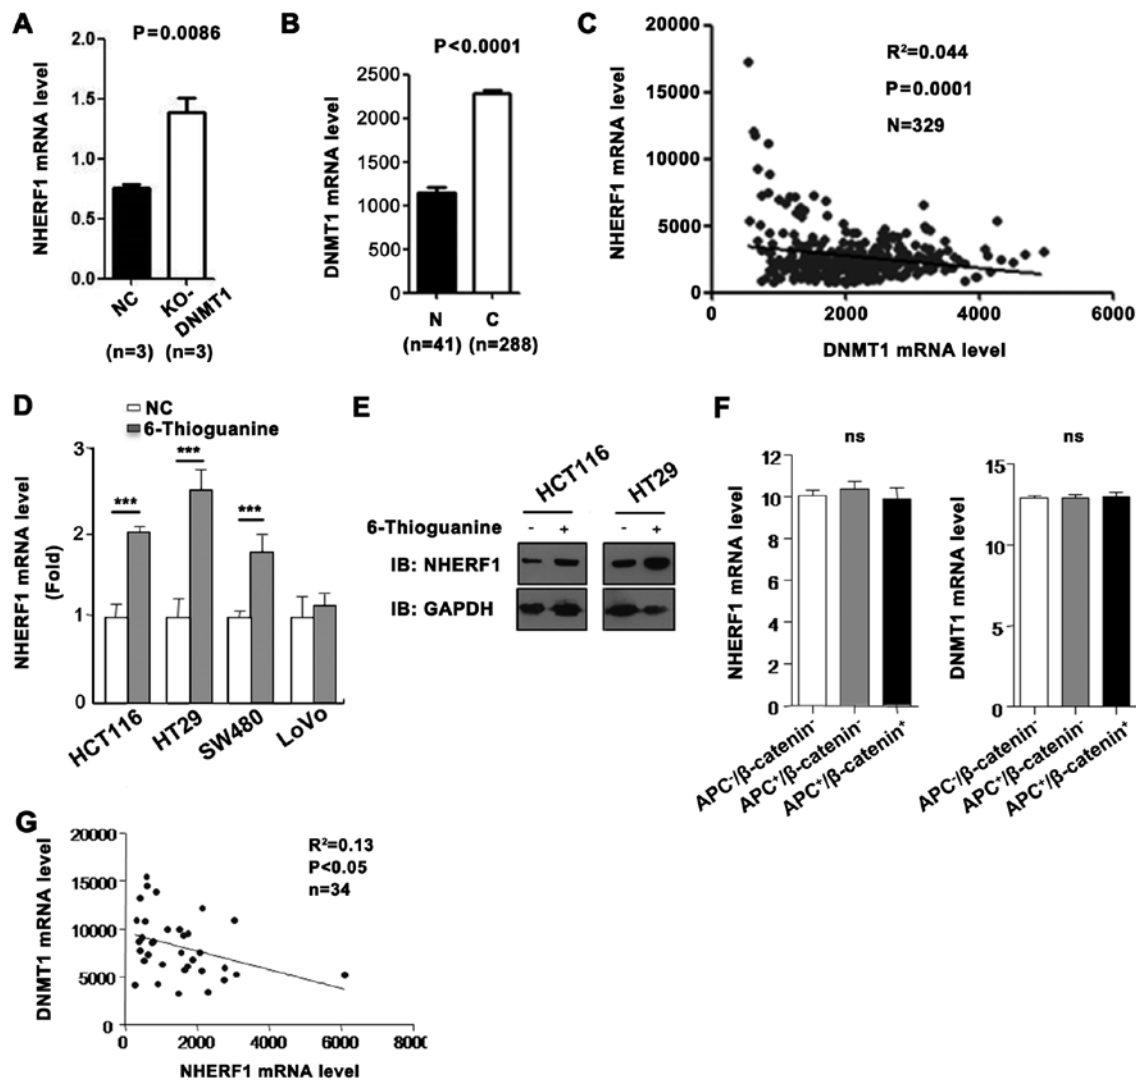 A
P=0.0086
NHERF1 mRNA level
2.0
1.5
1.0
0.5
0.0
NC
KO-
DNMT1
(n=3) (n=3)
B
P<0.0001
DNMT1 mRNA level
2500
2000
1500
1200
1000
500
0
N C
(n=41) (n=288)
C
R²=0.044
P=0.0001
N=329
NHERF1 mRNA level
20000
15000
10000
5000
0
0 2000 4000 6000
DNMT1 mRNA level
D
NC
6-Thioguanine
NHERF1 mRNA level
(Fold)
3
2
1
0
*** *** ***
HCT116 HT29 SW480 LoVo
E
HCT116 HT29
6-Thioguanine - + - +
IB: NHERF1
IB: GAPDH
F
ns
NHERF1 mRNA level
12
10
8
6
4
2
0
APC⁻/β-catenin⁻
APC⁺/β-catenin⁻
APC⁺/β-catenin⁺
ns
DNMT1 mRNA level
15
10
5
0
APC⁻/β-catenin⁻
APC⁺/β-catenin⁻
APC⁺/β-catenin⁺
G
R²=0.13
P<0.05
n=34
DNMT1 mRNA level
20000
15000
10000
5000
0
0 2000 4000 6000 8000
NHERF1 mRNA level